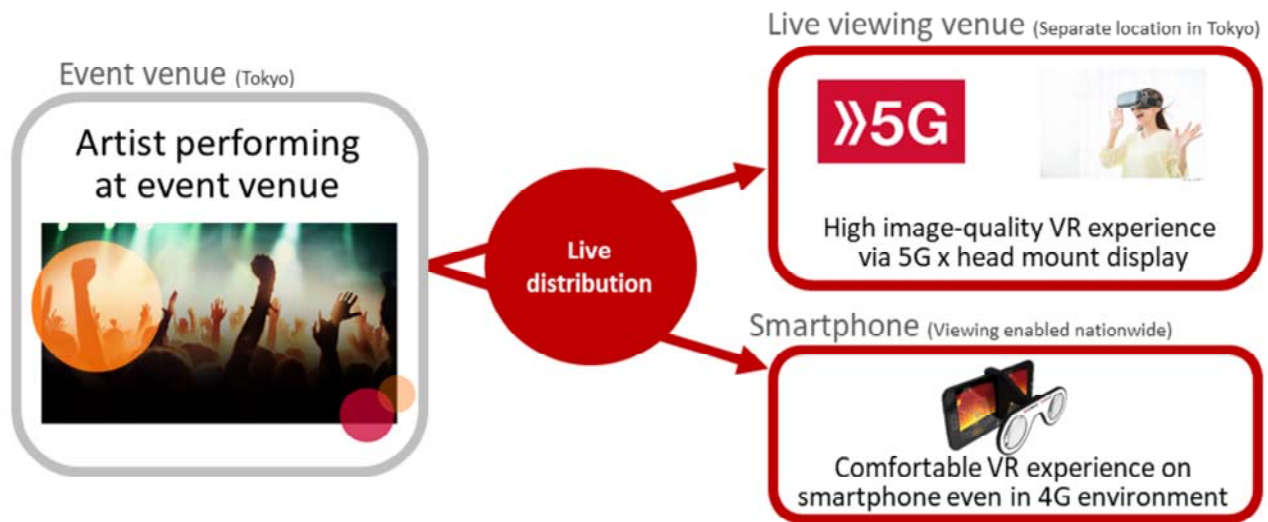 Event venue (Tokyo)
Artist performing
at event venue
Live
distribution
Live viewing venue (Separate location in Tokyo)
5G
High image-quality VR experience
via 5G x head mount display
Smartphone (Viewing enabled nationwide)
Comfortable VR experience on
smartphone even in 4G environment